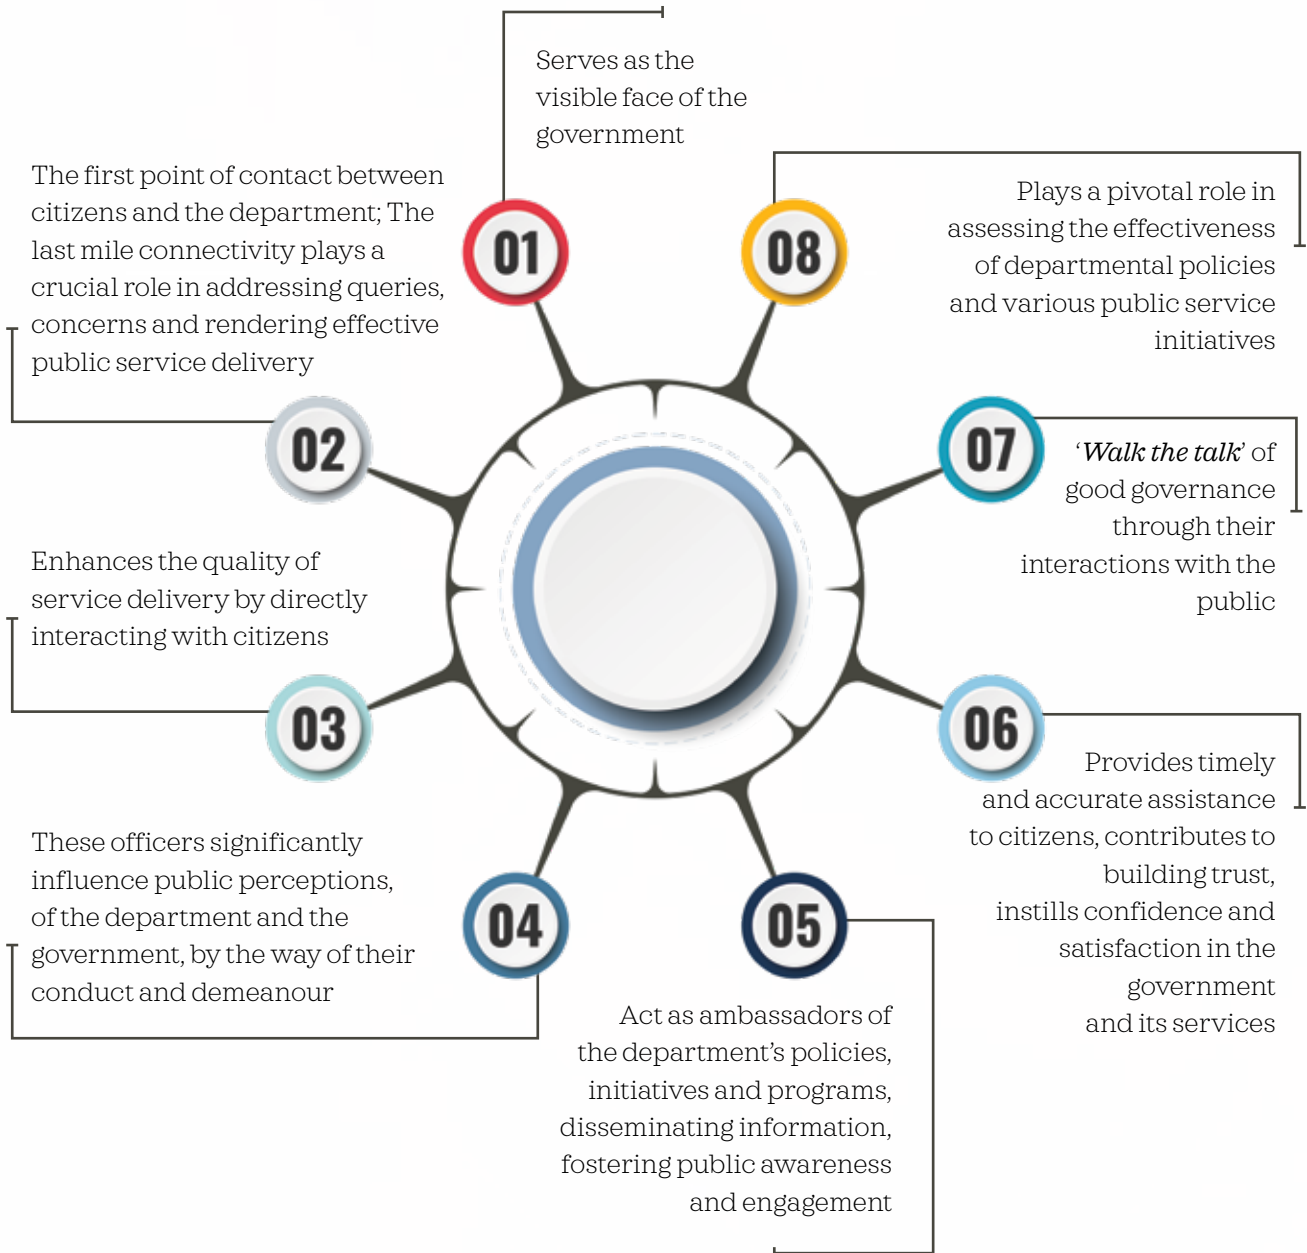 01
Serves as the
visible face of the
government
02
The first point of contact between
citizens and the department; The
last mile connectivity plays a
crucial role in addressing queries,
concerns and rendering effective
public service delivery
03
Enhances the quality of
service delivery by directly
interacting with citizens
04
These officers significantly
influence public perceptions,
of the department and the
government, by the way of their
conduct and demeanour
05
Act as ambassadors of
the department’s policies,
initiatives and programs,
disseminating information,
fostering public awareness
and engagement
06
Provides timely
and accurate assistance
to citizens, contributes to
building trust,
instills confidence and
satisfaction in the
government
and its services
07
‘Walk the talk’ of
good governance
through their
interactions with the
public
08
Plays a pivotal role in
assessing the effectiveness
of departmental policies
and various public service
initiatives